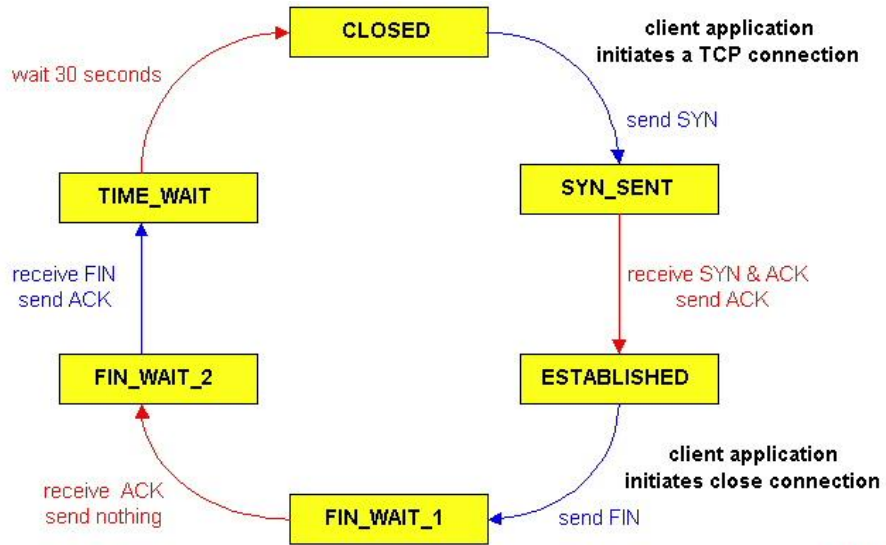 CLOSED
client application
initiates a TCP connection
wait 30 seconds
send SYN
TIME_WAIT
SYN_SENT
receive FIN
send ACK
receive SYN & ACK
send ACK
FIN_WAIT_2
ESTABLISHED
client application
initiates close connection
receive ACK
send nothing
FIN_WAIT_1
send FIN